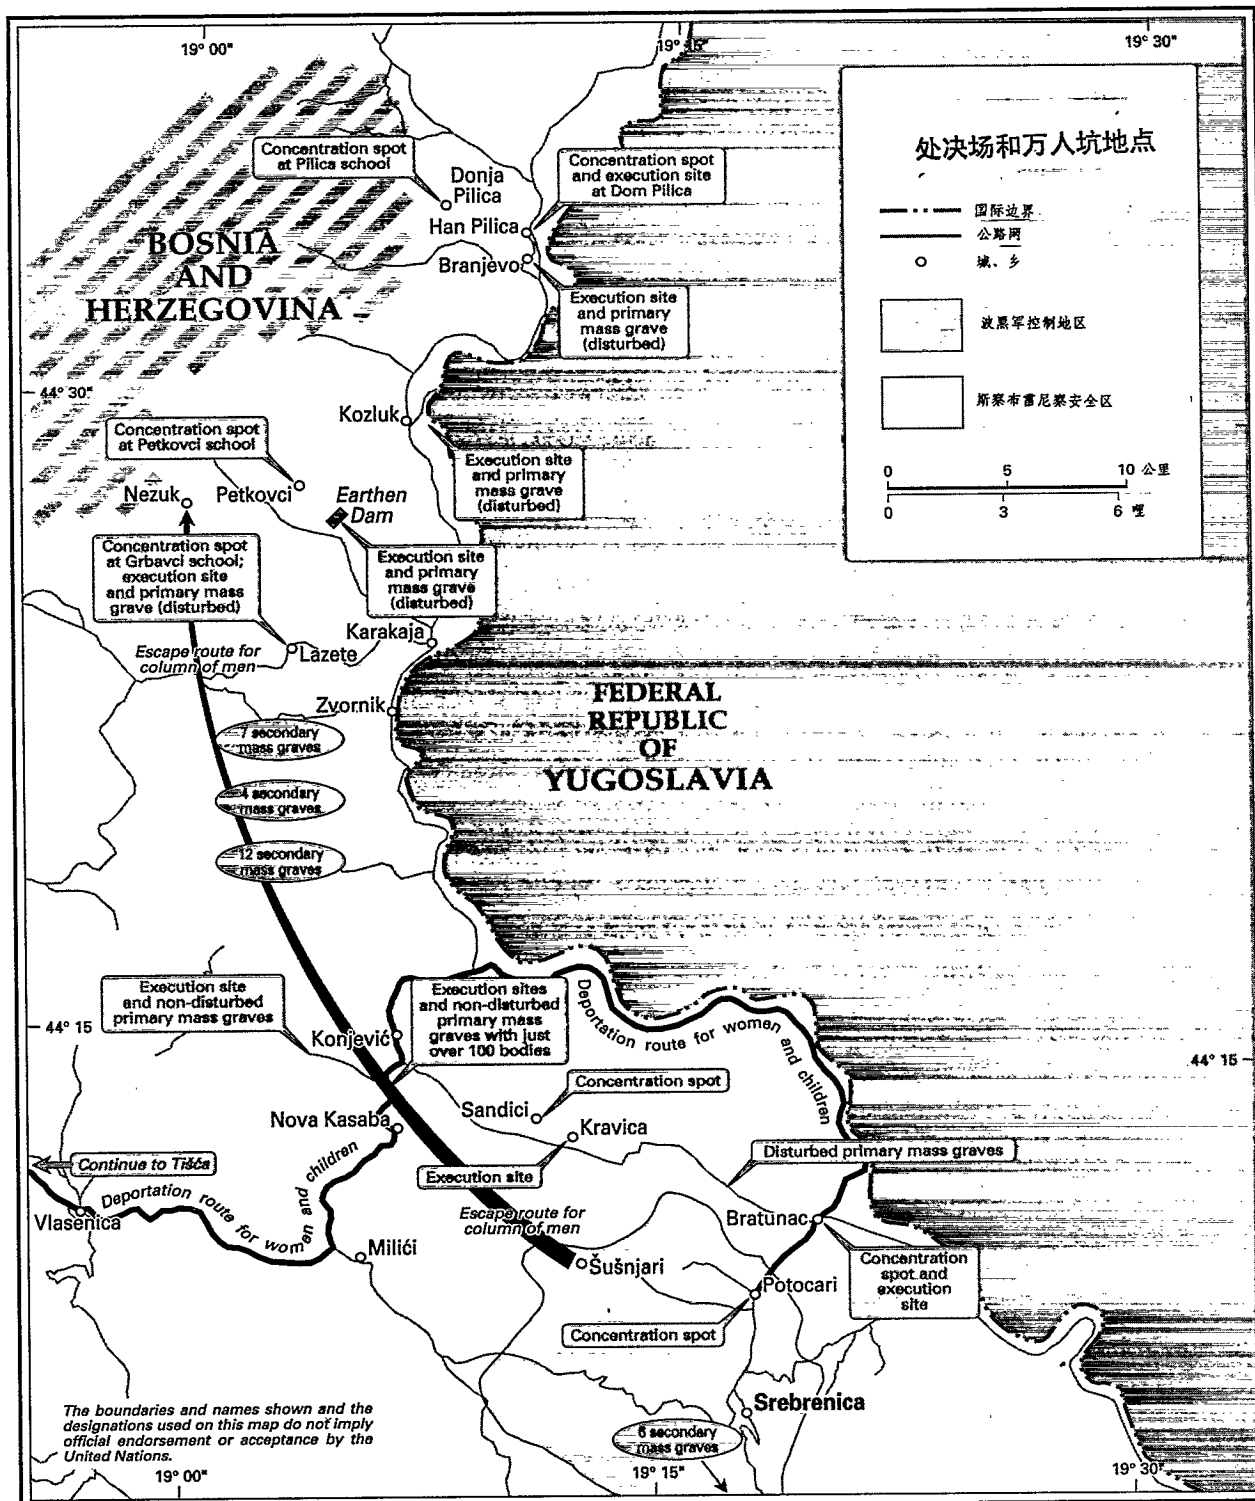 19° 00"
19° 15"
19° 30"
处决场和万人坑地点
国际边界
公路网
城、乡
波黑军控制地区
斯察布雷尼察安全区
0 5 10 公里
0 3 6 哩
Concentration spot
at Pilica school
Donja
Pilica
Concentration spot
and execution site
at Dom Pilica
Han Pilica
Branjevo
BOSNIA
AND
HERZEGOVINA
Execution site
and primary
mass grave
(disturbed)
44° 30"
Kozluk
Concentration spot
at Petkovci school
Execution site
and primary
mass grave
(disturbed)
Nezuk
Petkovci
Earthen
Dam
Concentration spot
at Grbavci school;
execution site
and primary mass
grave (disturbed)
Execution site
and primary
mass grave
(disturbed)
Karakaja
Escape route for
column of men
Lazete
Zvornik
FEDERAL
REPUBLIC
OF
YUGOSLAVIA
7 secondary
mass graves
4 secondary
mass graves
12 secondary
mass graves
Execution site
and non-disturbed
primary mass graves
Execution sites
and non-disturbed
primary mass
graves with just
over 100 bodies
Deportation route for women and children
44° 15"
Konjević
44° 15"
Concentration spot
Sandici
Nova Kasaba
Kravica
Disturbed primary mass graves
Continue to Tišča
Execution site
Deportation route for women and children
Vlasenica
Escape route for
column of men
Bratunac
Milići
Šušnjari
Concentration
spot and
execution
site
Potocari
Concentration spot
Srebrenica
6 secondary
mass graves
The boundaries and names shown and the
designations used on this map do not imply
official endorsement or acceptance by the
United Nations.
19° 00"
19° 15"
19° 30"